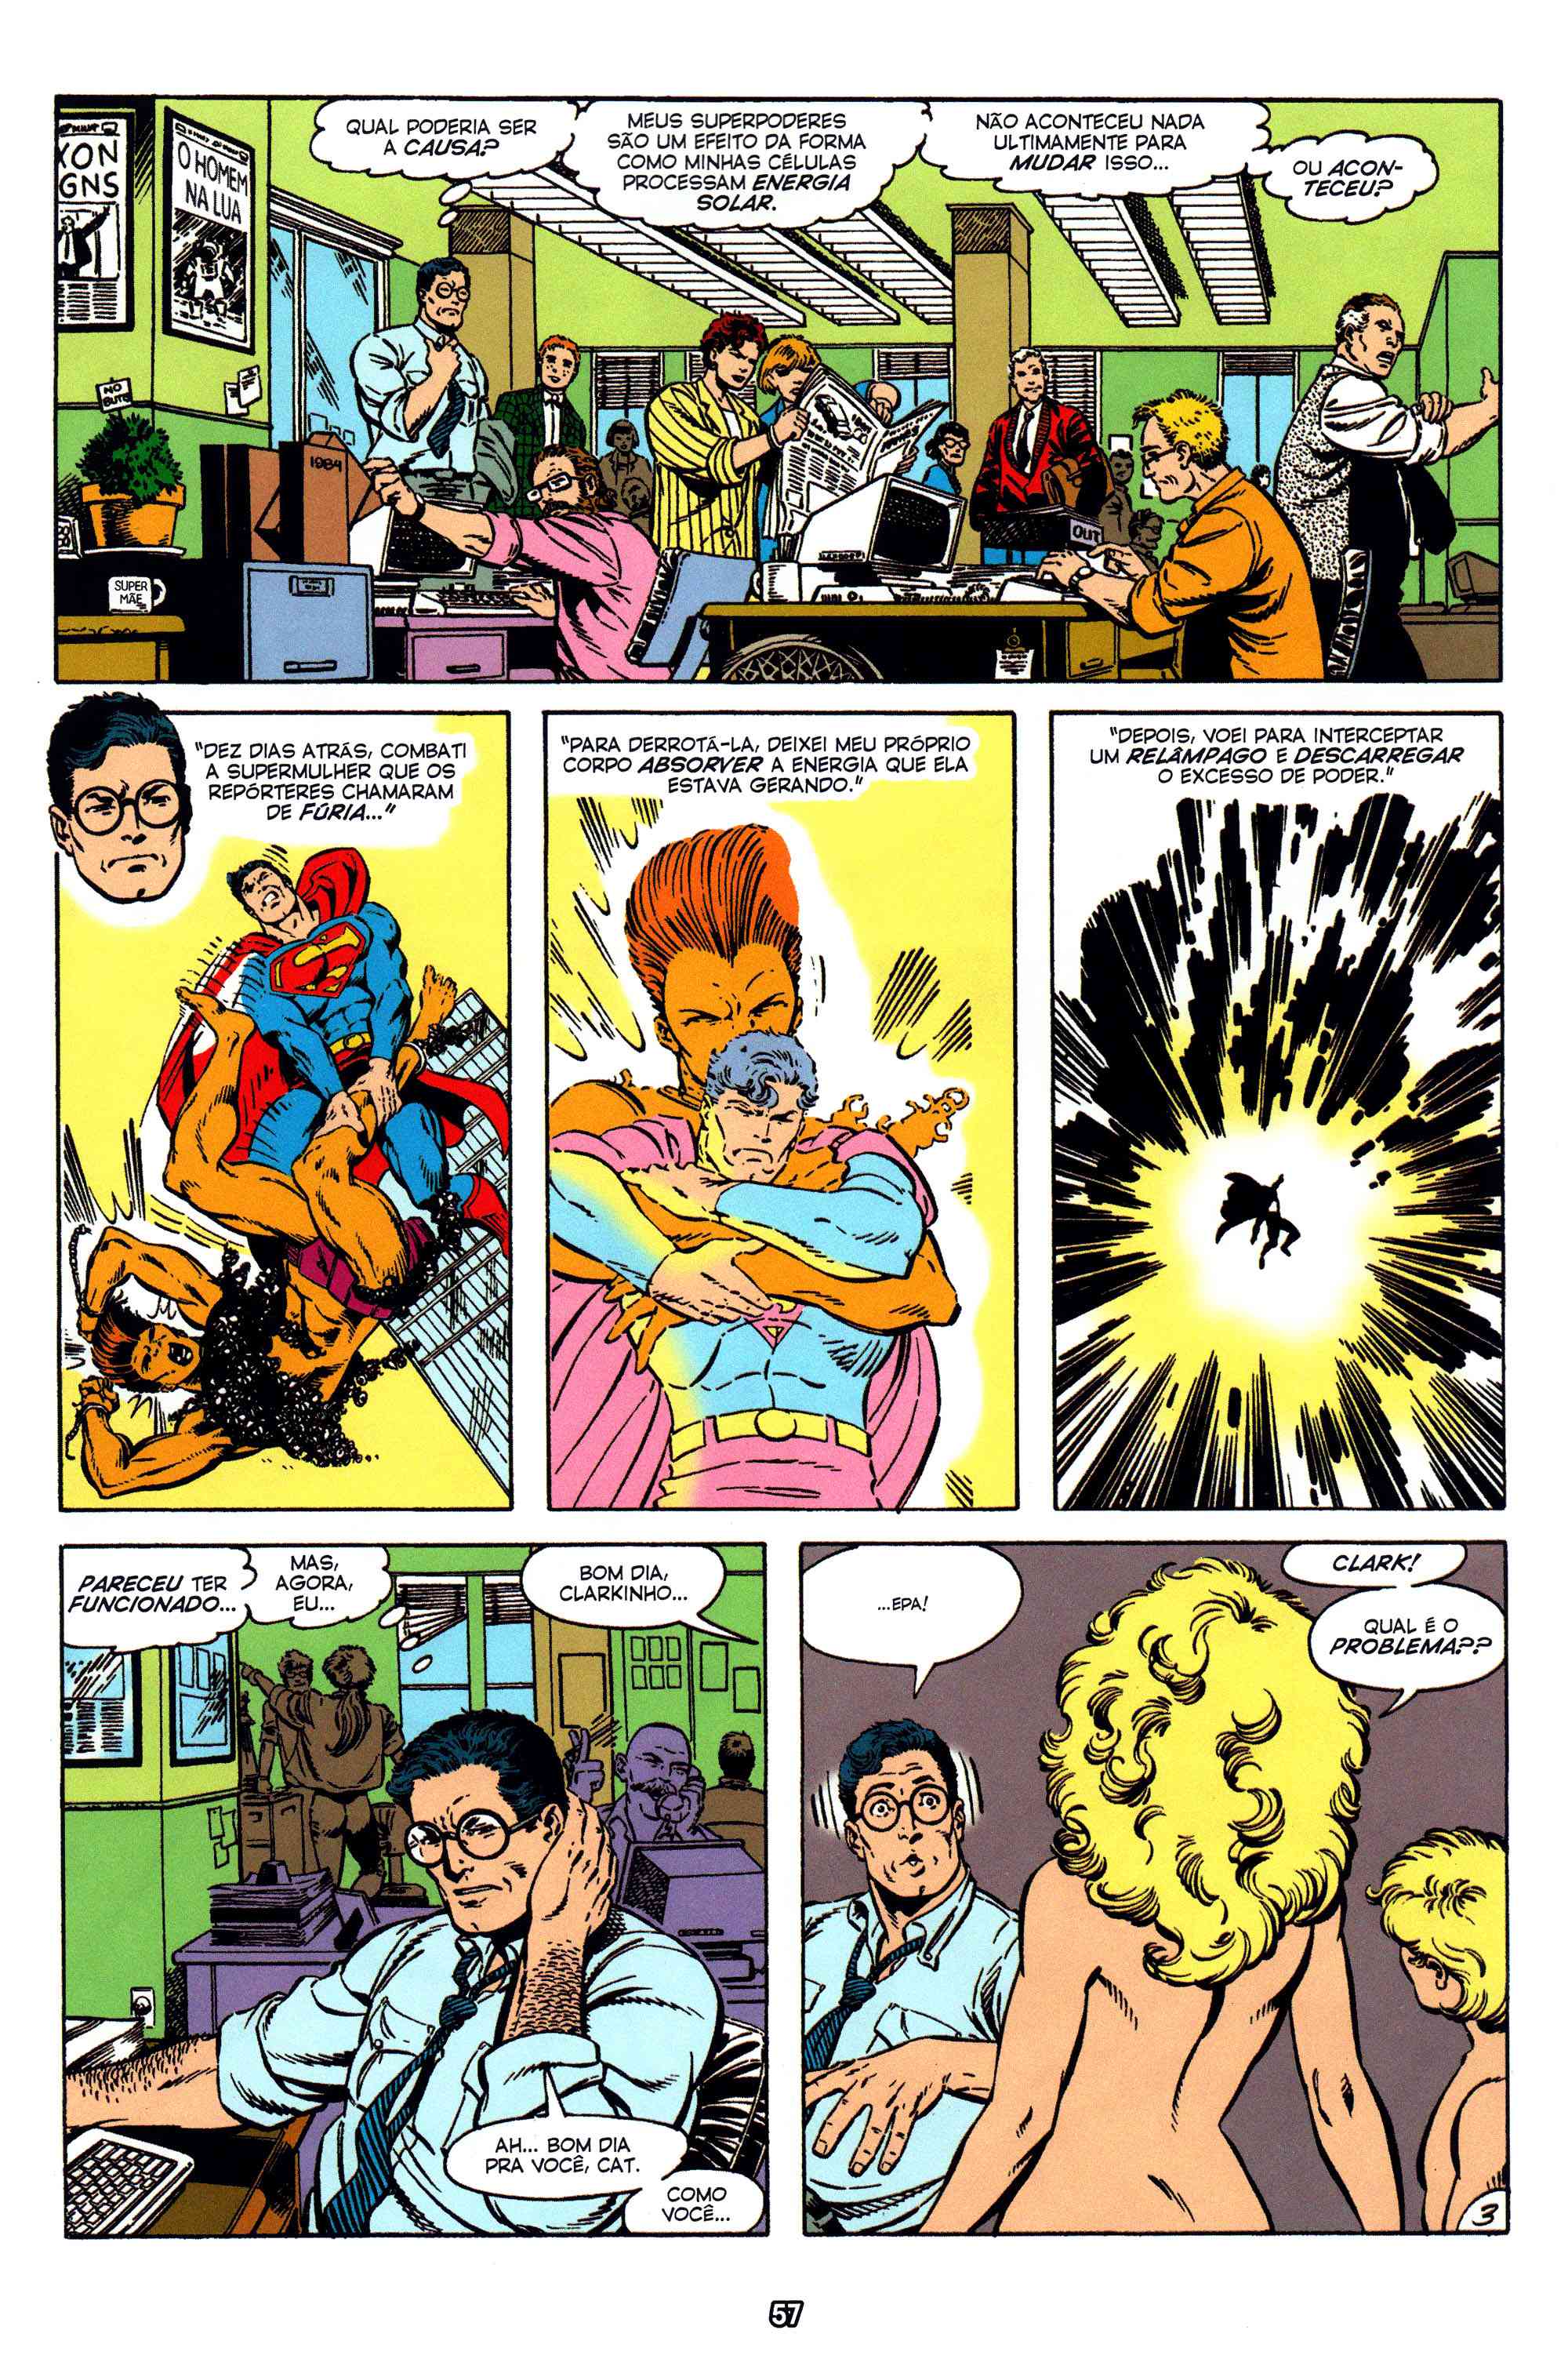 XON
GNS
O HOMEM
NA LUA
NO
BUTS
1984
SUPER
MÃE
OUT
QUAL PODERIA SER
A CAUSA?
MEUS SUPERPODERES
SÃO UM EFEITO DA FORMA
COMO MINHAS CÉLULAS
PROCESSAM ENERGIA
SOLAR.
NÃO ACONTECEU NADA
ULTIMAMENTE PARA
MUDAR ISSO...
OU ACON-
TECEU?
"DEZ DIAS ATRÁS, COMBATI
A SUPERMULHER QUE OS
REPÓRTERES CHAMARAM
DE FÚRIA..."
"PARA DERROTÁ-LA, DEIXEI MEU PRÓPRIO
CORPO ABSORVER A ENERGIA QUE ELA
ESTAVA GERANDO."
"DEPOIS, VOEI PARA INTERCEPTAR
UM RELÂMPAGO E DESCARREGAR
O EXCESSO DE PODER."
PARECEU TER
FUNCIONADO...
MAS,
AGORA,
EU...
BOM DIA,
CLARKINHO...
AH... BOM DIA
PRA VOCÊ, CAT.
COMO
VOCÊ...
...EPA!
CLARK!
QUAL É O
PROBLEMA??
3
57